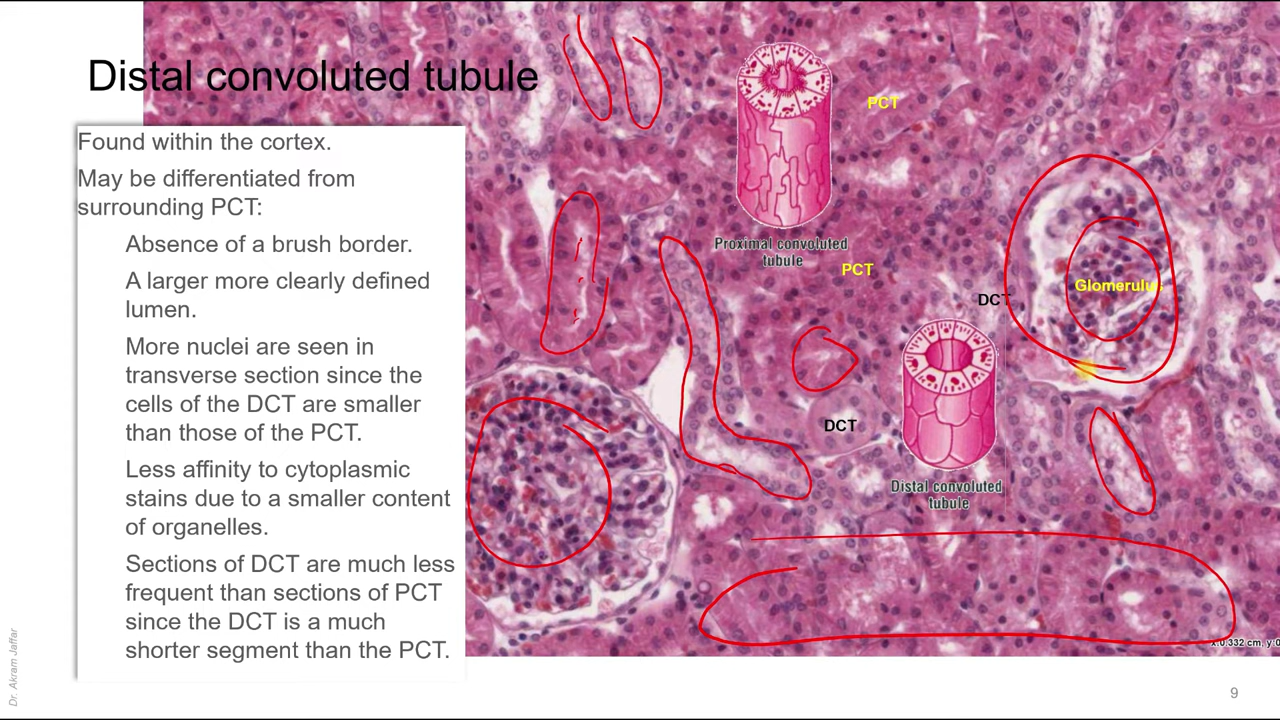 Distal convoluted tubule
Found within the cortex.
May be differentiated from
surrounding PCT:
Absence of a brush border.
A larger more clearly defined
lumen.
More nuclei are seen in
transverse section since the
cells of the DCT are smaller
than those of the PCT.
Less affinity to cytoplasmic
stains due to a smaller content
of organelles.
Sections of DCT are much less
frequent than sections of PCT
since the DCT is a much
shorter segment than the PCT.
PCT
Proximal convoluted
tubule
PCT
DCT
Glomerulus
DCT
Distal convoluted
tubule
x:0.332 cm, y:0
Dr. Akram Jaffar
9